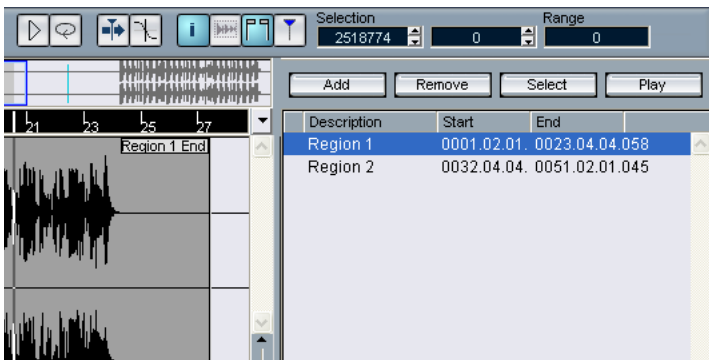 Selection Range
2518774 0 0
Add Remove Select Play
21 23 25 27
Description Start End
Region 1 End
Region 1 0001.02.01. 0023.04.04.058
Region 2 0032.04.04. 0051.02.01.045